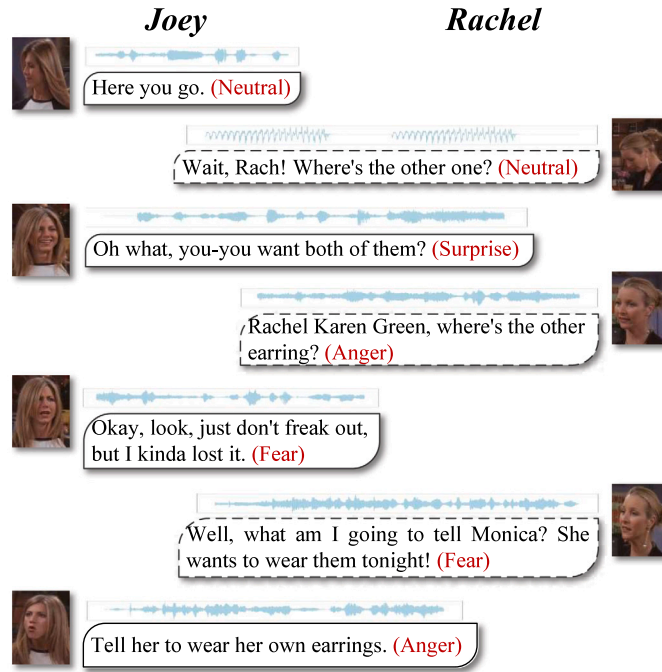 Joey Rachel
Here you go. (Neutral)
Wait, Rach! Where's the other one? (Neutral)
Oh what, you-you want both of them? (Surprise)
Rachel Karen Green, where's the other
earring? (Anger)
Okay, look, just don't freak out,
but I kinda lost it. (Fear)
Well, what am I going to tell Monica? She
wants to wear them tonight! (Fear)
Tell her to wear her own earrings. (Anger)